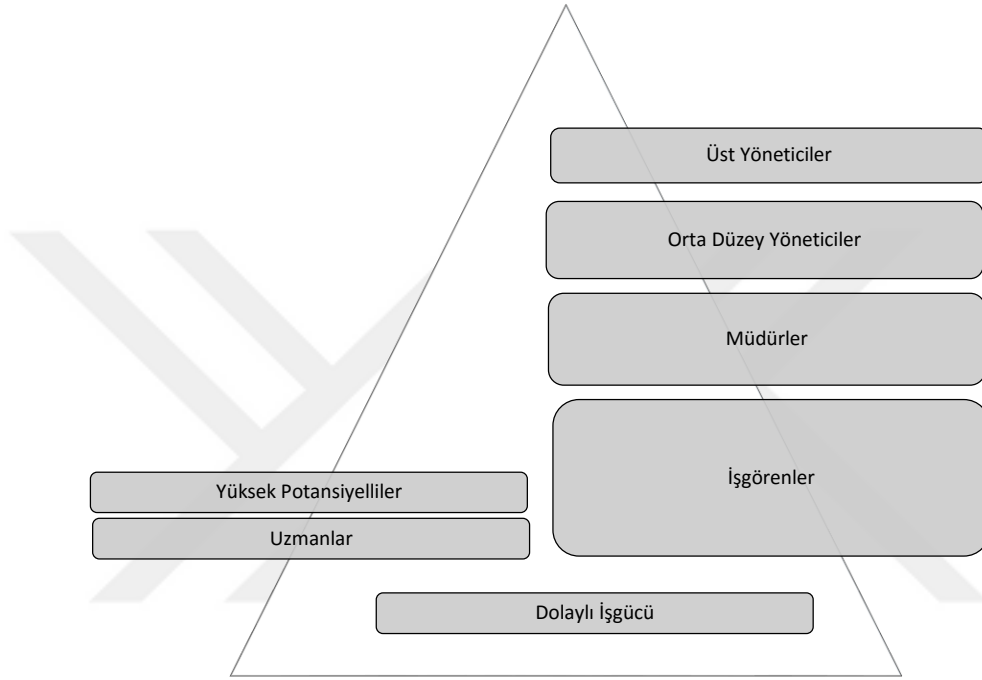 Üst Yöneticiler
Orta Düzey Yöneticiler
Müdürler
İşgörenler
Yüksek Potansiyelliler
Uzmanlar
Dolaylı İşgücü